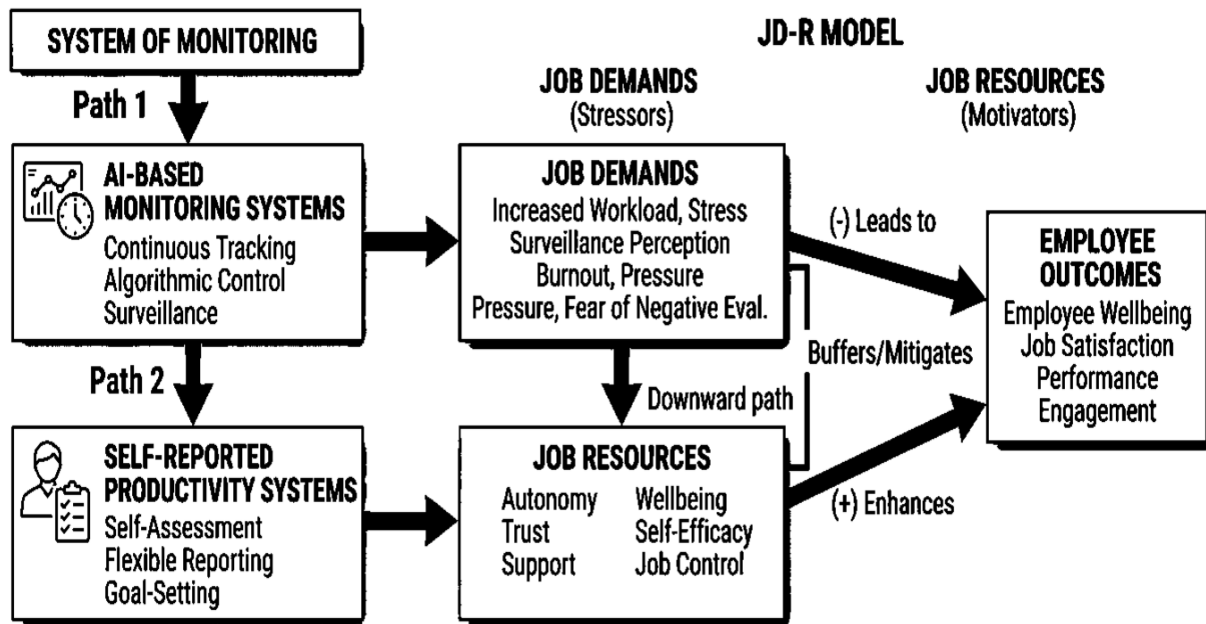 SYSTEM OF MONITORING
JD-R MODEL
Path 1
JOB DEMANDS
(Stressors)
JOB RESOURCES
(Motivators)
AI-BASED
MONITORING SYSTEMS
Continuous Tracking
Algorithmic Control
Surveillance
JOB DEMANDS
Increased Workload, Stress
Surveillance Perception
Burnout, Pressure
Pressure, Fear of Negative Eval.
(-) Leads to
EMPLOYEE
OUTCOMES
Employee Wellbeing
Job Satisfaction
Performance
Engagement
Path 2
Downward path
Buffers/Mitigates
SELF-REPORTED
PRODUCTIVITY SYSTEMS
Self-Assessment
Flexible Reporting
Goal-Setting
JOB RESOURCES
Autonomy Wellbeing
Trust Self-Efficacy
Support Job Control
(+) Enhances